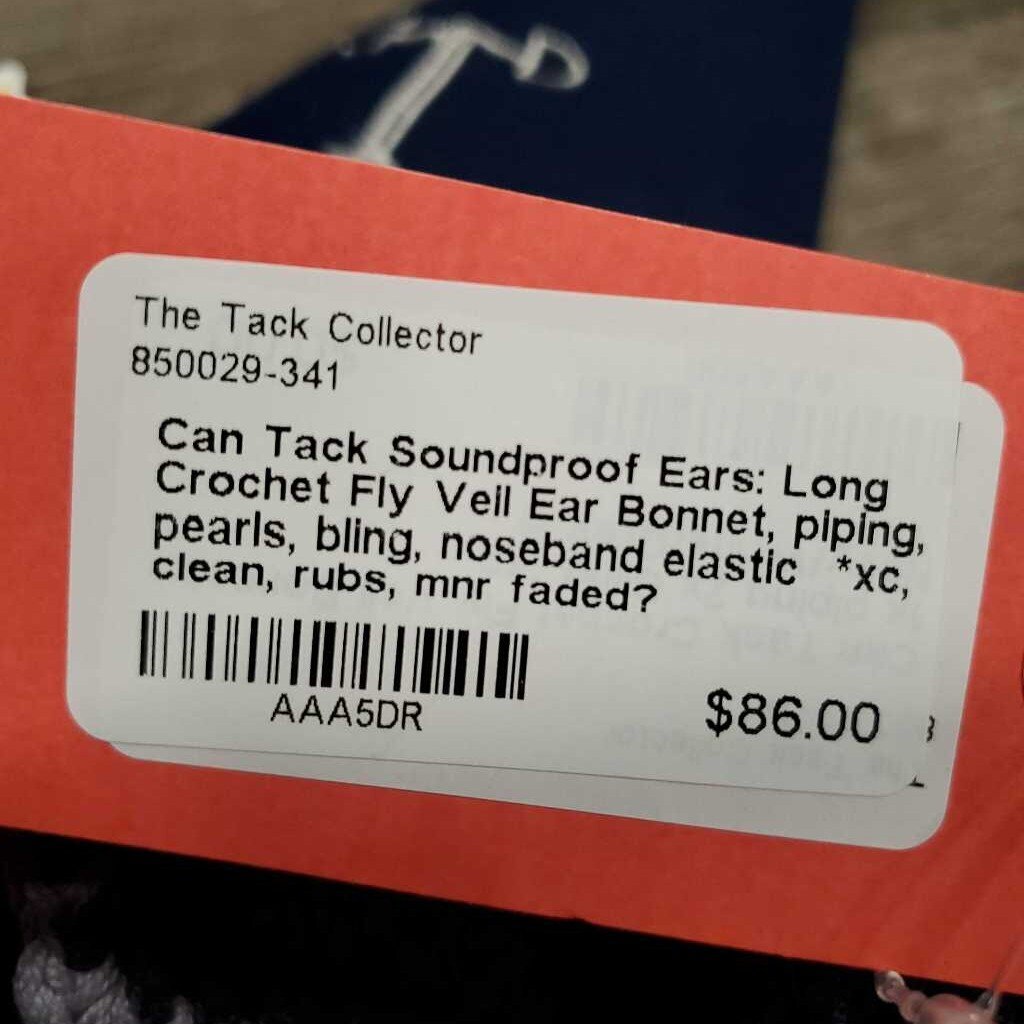 The Tack Collector
850029-341
Can Tack Soundproof Ears: Long
Crochet Fly Veil Ear Bonnet, piping,
pearls, bling, noseband elastic *xc,
clean, rubs, mnr faded?
AAA5DR
$86.00